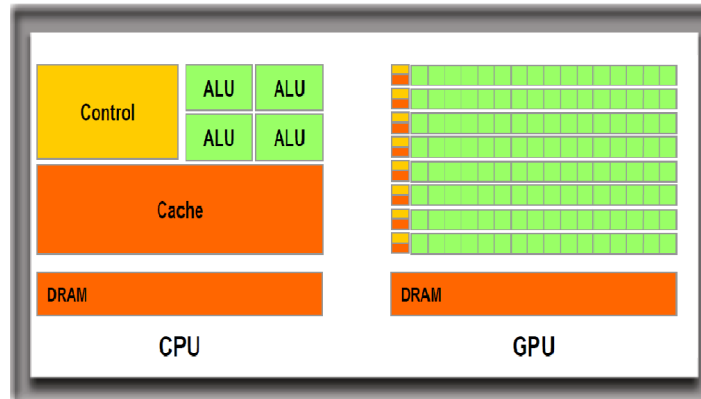 Control
ALU ALU
ALU ALU
Cache
DRAM
CPU
DRAM
GPU